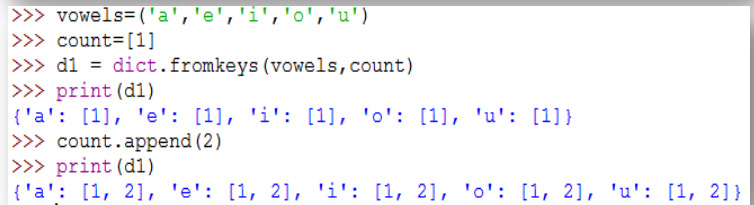 >>> vowels=('a','e','i','o','u')
>>> count=[1]
>>> d1 = dict.fromkeys(vowels,count)
>>> print(d1)
{'a': [1], 'e': [1], 'i': [1], 'o': [1], 'u': [1]}
>>> count.append(2)
>>> print(d1)
{'a': [1, 2], 'e': [1, 2], 'i': [1, 2], 'o': [1, 2], 'u': [1, 2]}